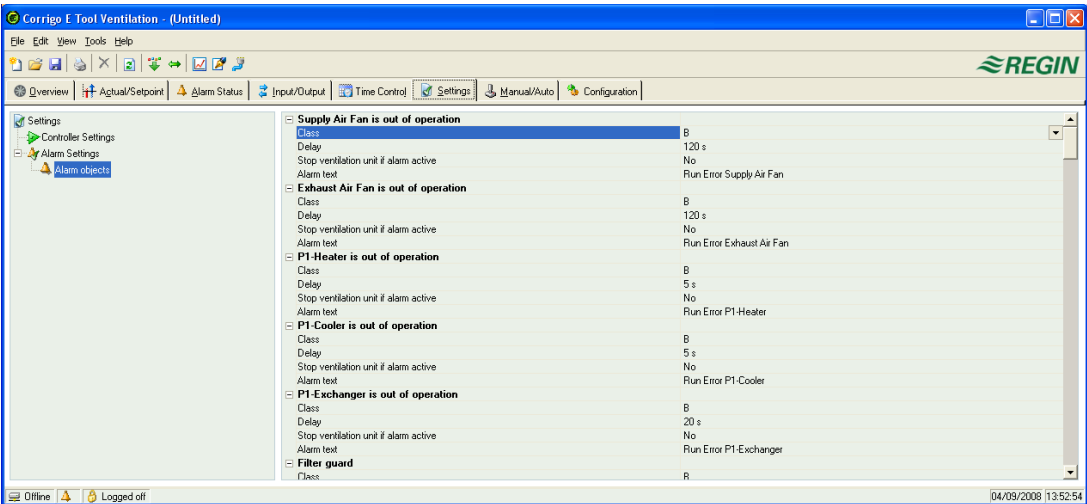 Corrigo E Tool Ventilation - (Untitled)
File Edit View Tools Help
REGIN
Overview Actual/Setpoint Alarm Status Input/Output Time Control Settings Manual/Auto Configuration
Settings
Controller Settings
Alarm Settings
Alarm objects
Supply Air Fan is out of operation
Class B
Delay 120 s
Stop ventilation unit if alarm active No
Alarm text Run Error Supply Air Fan
Exhaust Air Fan is out of operation
Class B
Delay 120 s
Stop ventilation unit if alarm active No
Alarm text Run Error Exhaust Air Fan
P1-Heater is out of operation
Class B
Delay 5 s
Stop ventilation unit if alarm active No
Alarm text Run Error P1-Heater
P1-Cooler is out of operation
Class B
Delay 5 s
Stop ventilation unit if alarm active No
Alarm text Run Error P1-Cooler
P1-Exchanger is out of operation
Class B
Delay 20 s
Stop ventilation unit if alarm active No
Alarm text Run Error P1-Exchanger
Filter guard
Class B
Offline Logged off 04/09/2008 13:52:54